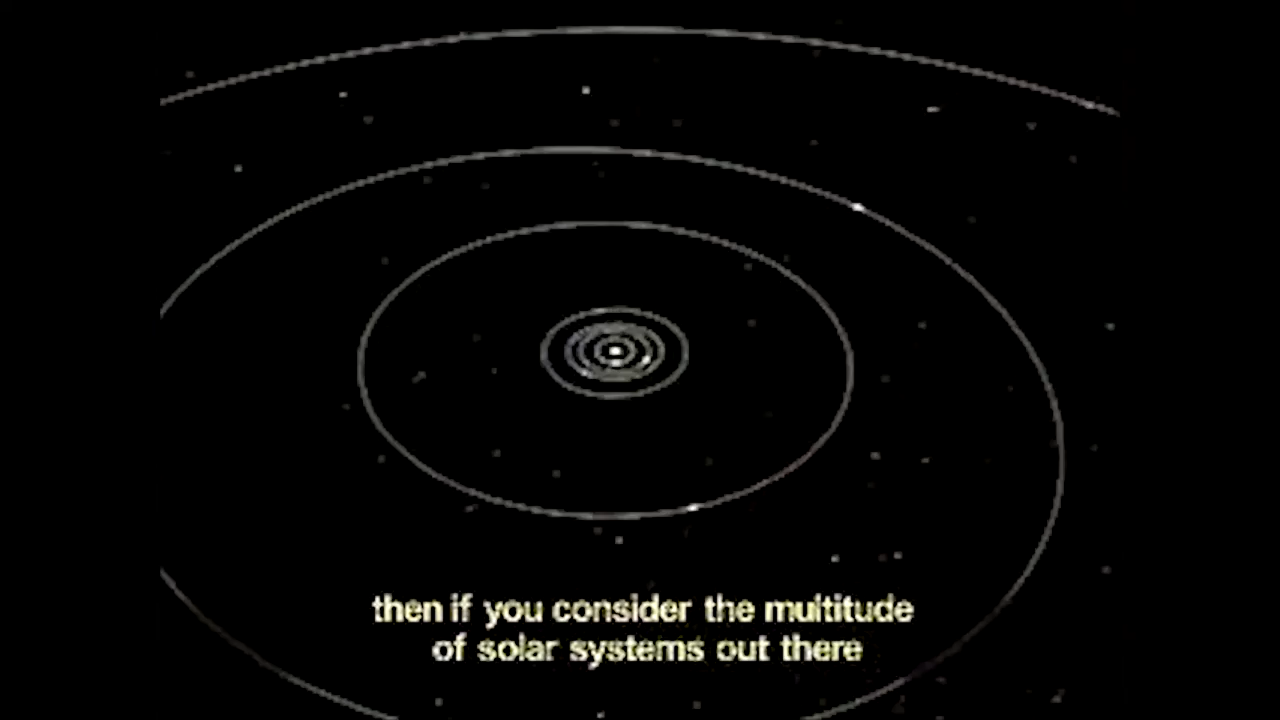 then if you consider the multitude
of solar systems out there